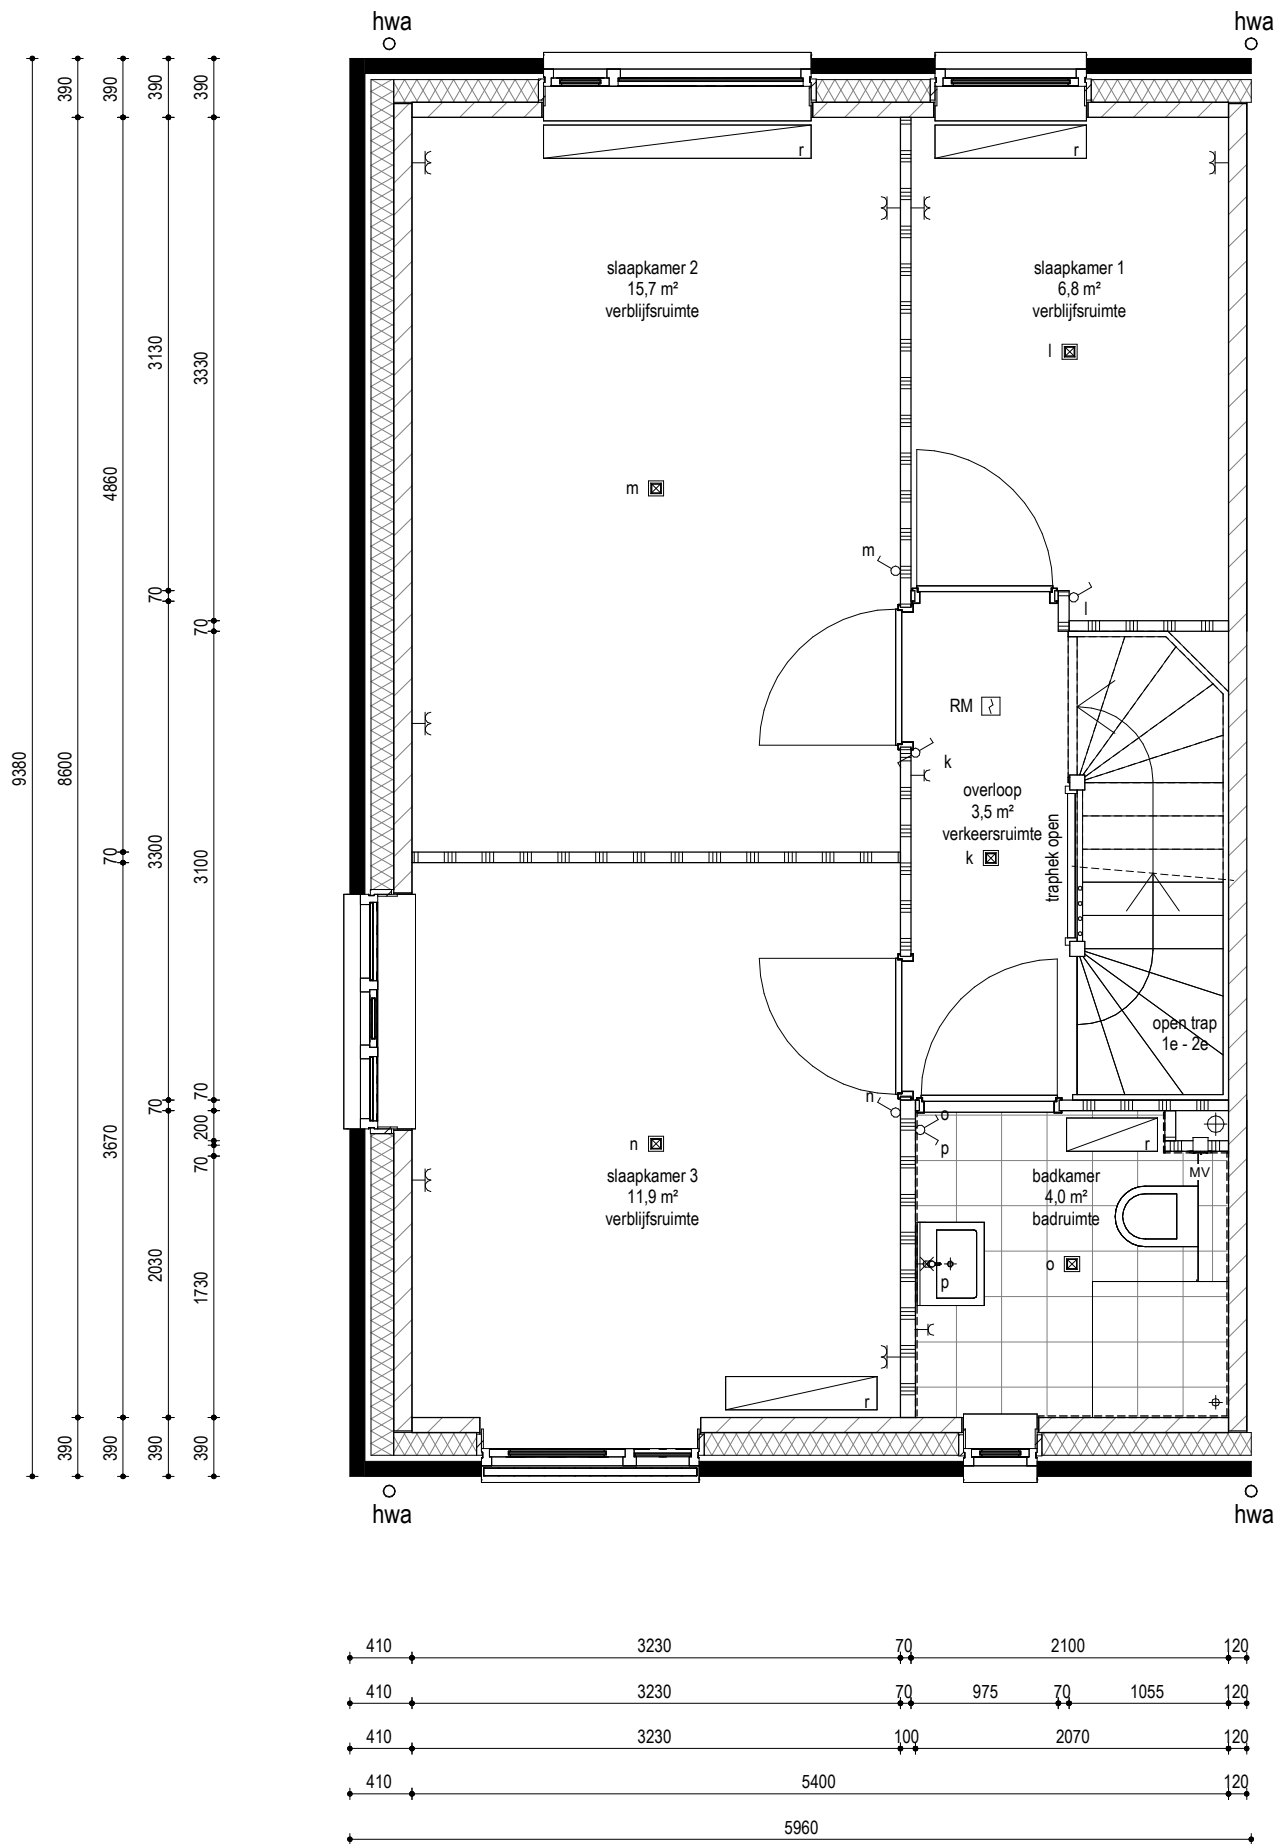 hwa
hwa
390
390
390
390
r
r
slaapkamer 2
15,7 m²
verblijfsruimte
slaapkamer 1
6,8 m²
verblijfsruimte
l
3130
3330
4860
m
m
70
l
70
RM
k
9380
8600
overloop
3,5 m²
verkeersruimte
k
traphek open
70
3300
3100
open trap
1e - 2e
n
70
70
200
3670
70
n
o
p
r
MV
slaapkamer 3
11,9 m²
verblijfsruimte
badkamer
4,0 m²
badruimte
o
p
2030
1730
r
390
390
390
390
hwa
hwa
410 3230 70 2100 120
410 3230 70 975 70 1055 120
410 3230 100 2070 120
410 5400 120
5960